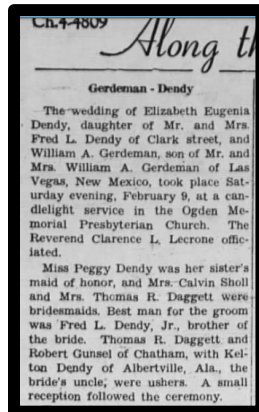 Ch.4-4809
Along th
Gerdeman - Dendy
The wedding of Elizabeth Eugenia
Dendy, daughter of Mr. and Mrs.
Fred L. Dendy of Clark street, and
William A. Gerdeman, son of Mr. and
Mrs. William A. Gerdeman of Las
Vegas, New Mexico, took place Sat-
urday evening, February 9, at a can-
dlelight service in the Ogden Me-
morial Presbyterian Church. The
Reverend Clarence L. Lecrone offic-
iated.
Miss Peggy Dendy was her sister's
maid of honor, and Mrs. Calvin Sholl
and Mrs. Thomas R. Daggett were
bridesmaids. Best man for the groom
was Fred L. Dendy, Jr., brother of
the bride. Thomas R. Daggett and
Robert Gunsel of Chatham, with Kel-
ton Dendy of Albertville, Ala., the
bride's uncle, were ushers. A small
reception followed the ceremony.